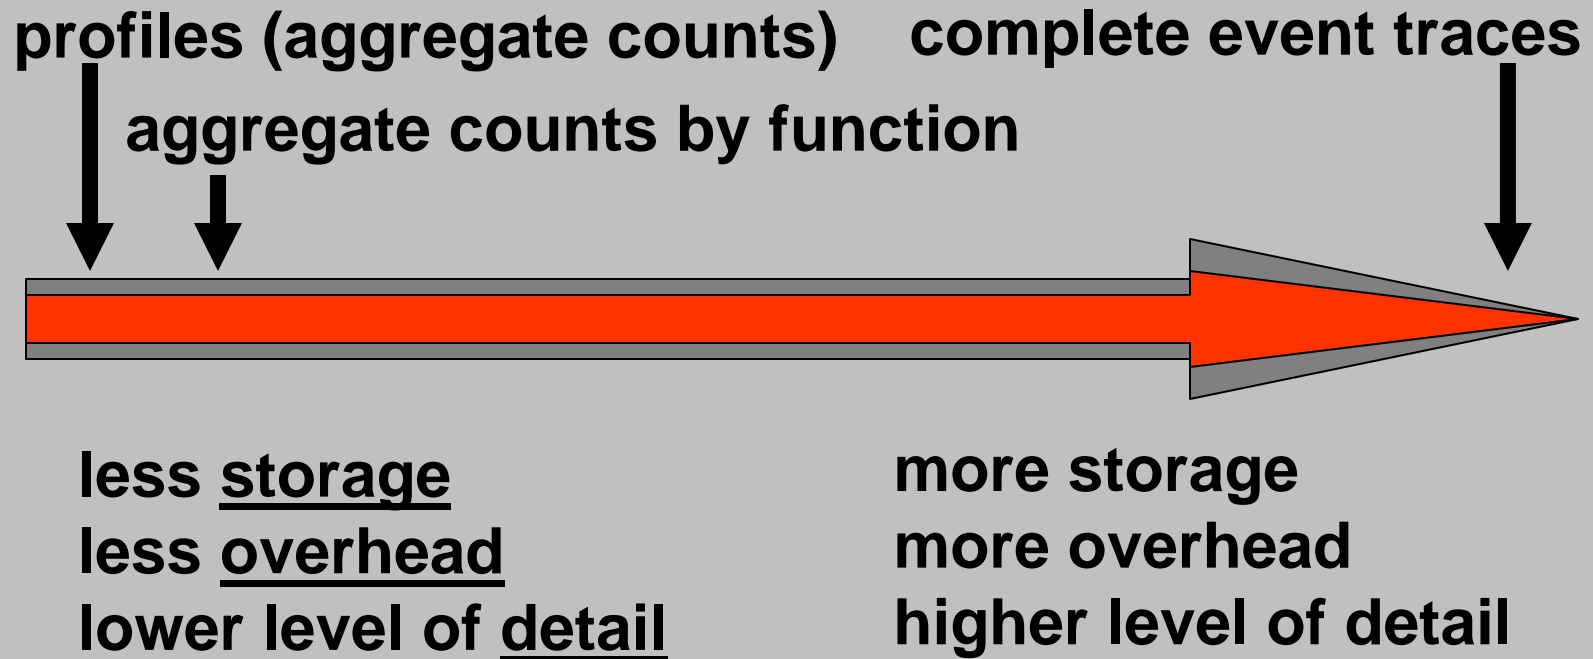 profiles (aggregate counts)
complete event traces
aggregate counts by function
less storage
less overhead
lower level of detail
more storage
more overhead
higher level of detail